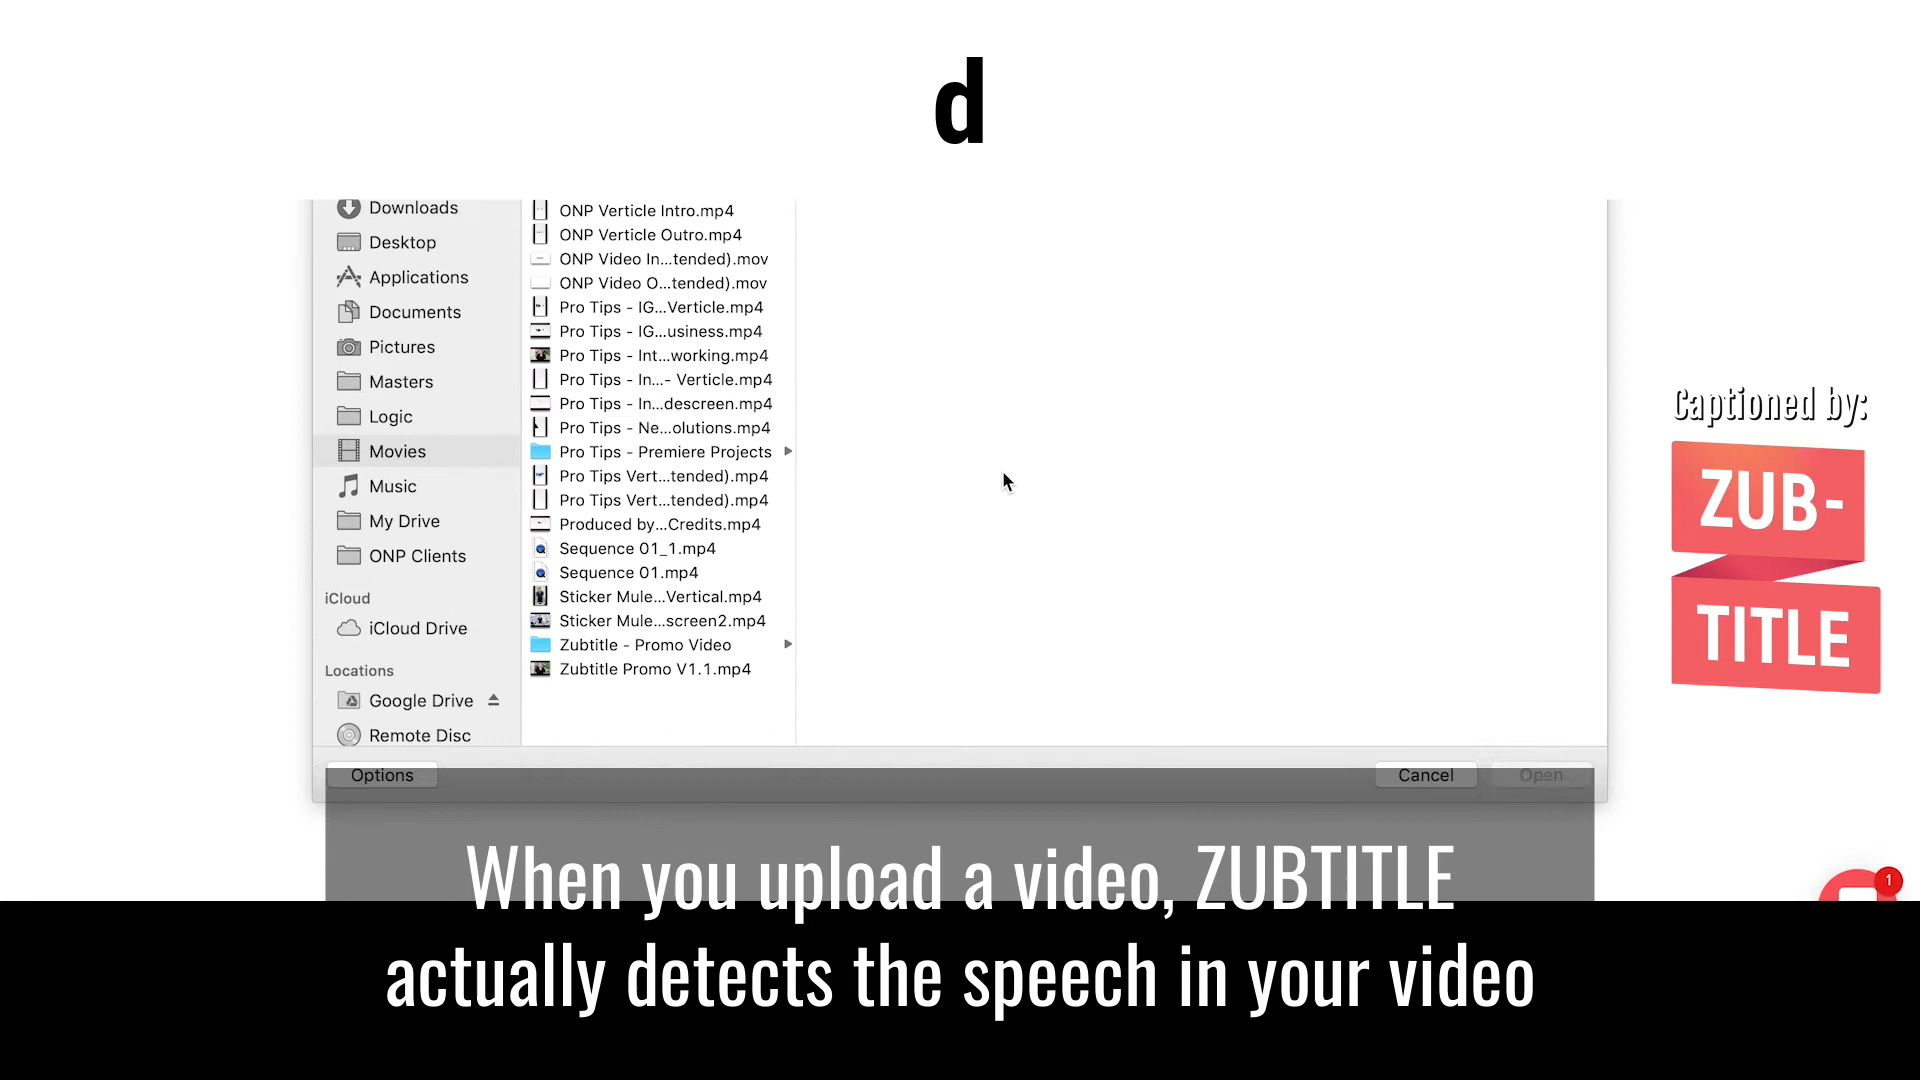 d
Downloads
Desktop
Applications
Documents
Pictures
Masters
Logic
Movies
Music
My Drive
ONP Clients
iCloud
iCloud Drive
Locations
Google Drive
Remote Disc
ONP Verticle Intro.mp4
ONP Verticle Outro.mp4
ONP Video In...tended).mov
ONP Video O...tended).mov
Pro Tips - IG...Verticle.mp4
Pro Tips - IG...usiness.mp4
Pro Tips - Int...working.mp4
Pro Tips - In...- Verticle.mp4
Pro Tips - In...descreen.mp4
Pro Tips - Ne...olutions.mp4
Pro Tips - Premiere Projects
Pro Tips Vert...tended).mp4
Pro Tips Vert...tended).mp4
Produced by...Credits.mp4
Sequence 01_1.mp4
Sequence 01.mp4
Sticker Mule...Vertical.mp4
Sticker Mule...screen2.mp4
Zubtitle - Promo Video
Zubtitle Promo V1.1.mp4
Options
Cancel
Open
Captioned by:
ZUB-
TITLE
1
When you upload a video, ZUBTITLE
actually detects the speech in your video